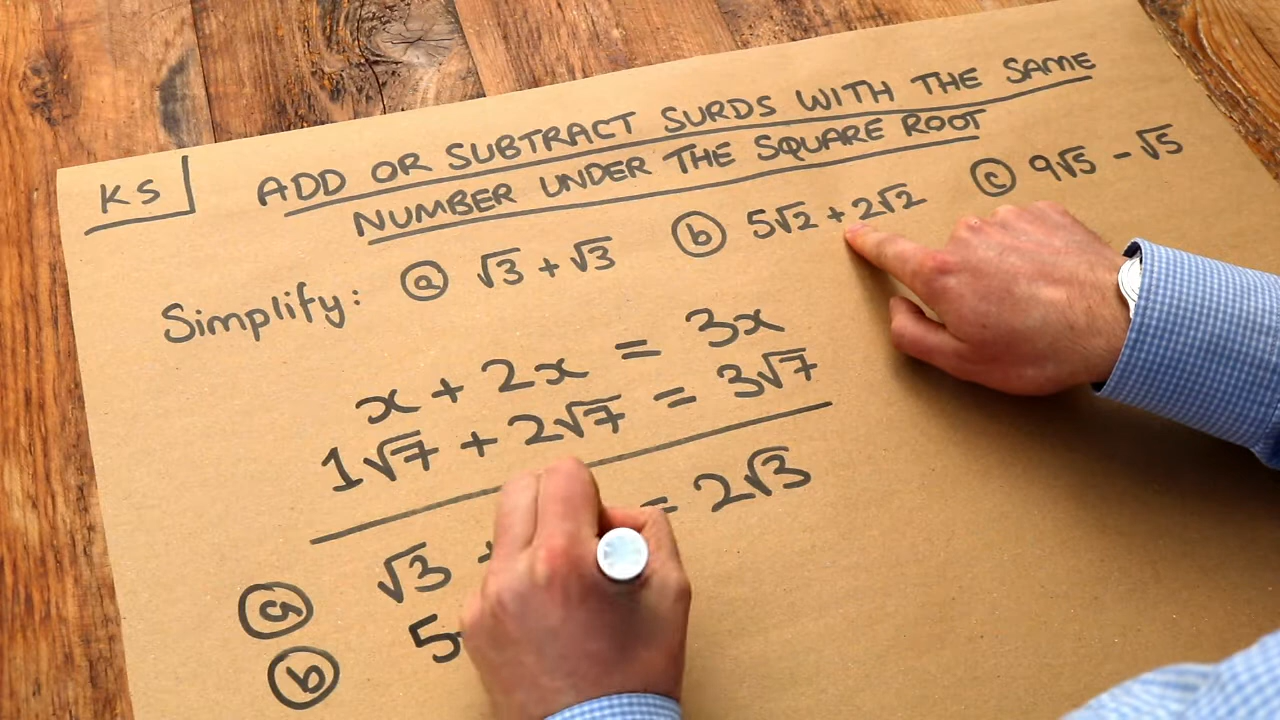 KS
ADD OR SUBTRACT SURDS WITH THE SAME
NUMBER UNDER THE SQUARE ROOT
Simplify: ⓐ √3 + √3 ⓑ 5√2 + 2√2 ⓒ 9√5 - √5
x + 2x = 3x
1√7 + 2√7 = 3√7
ⓐ √3 + = 2√3
ⓑ 5